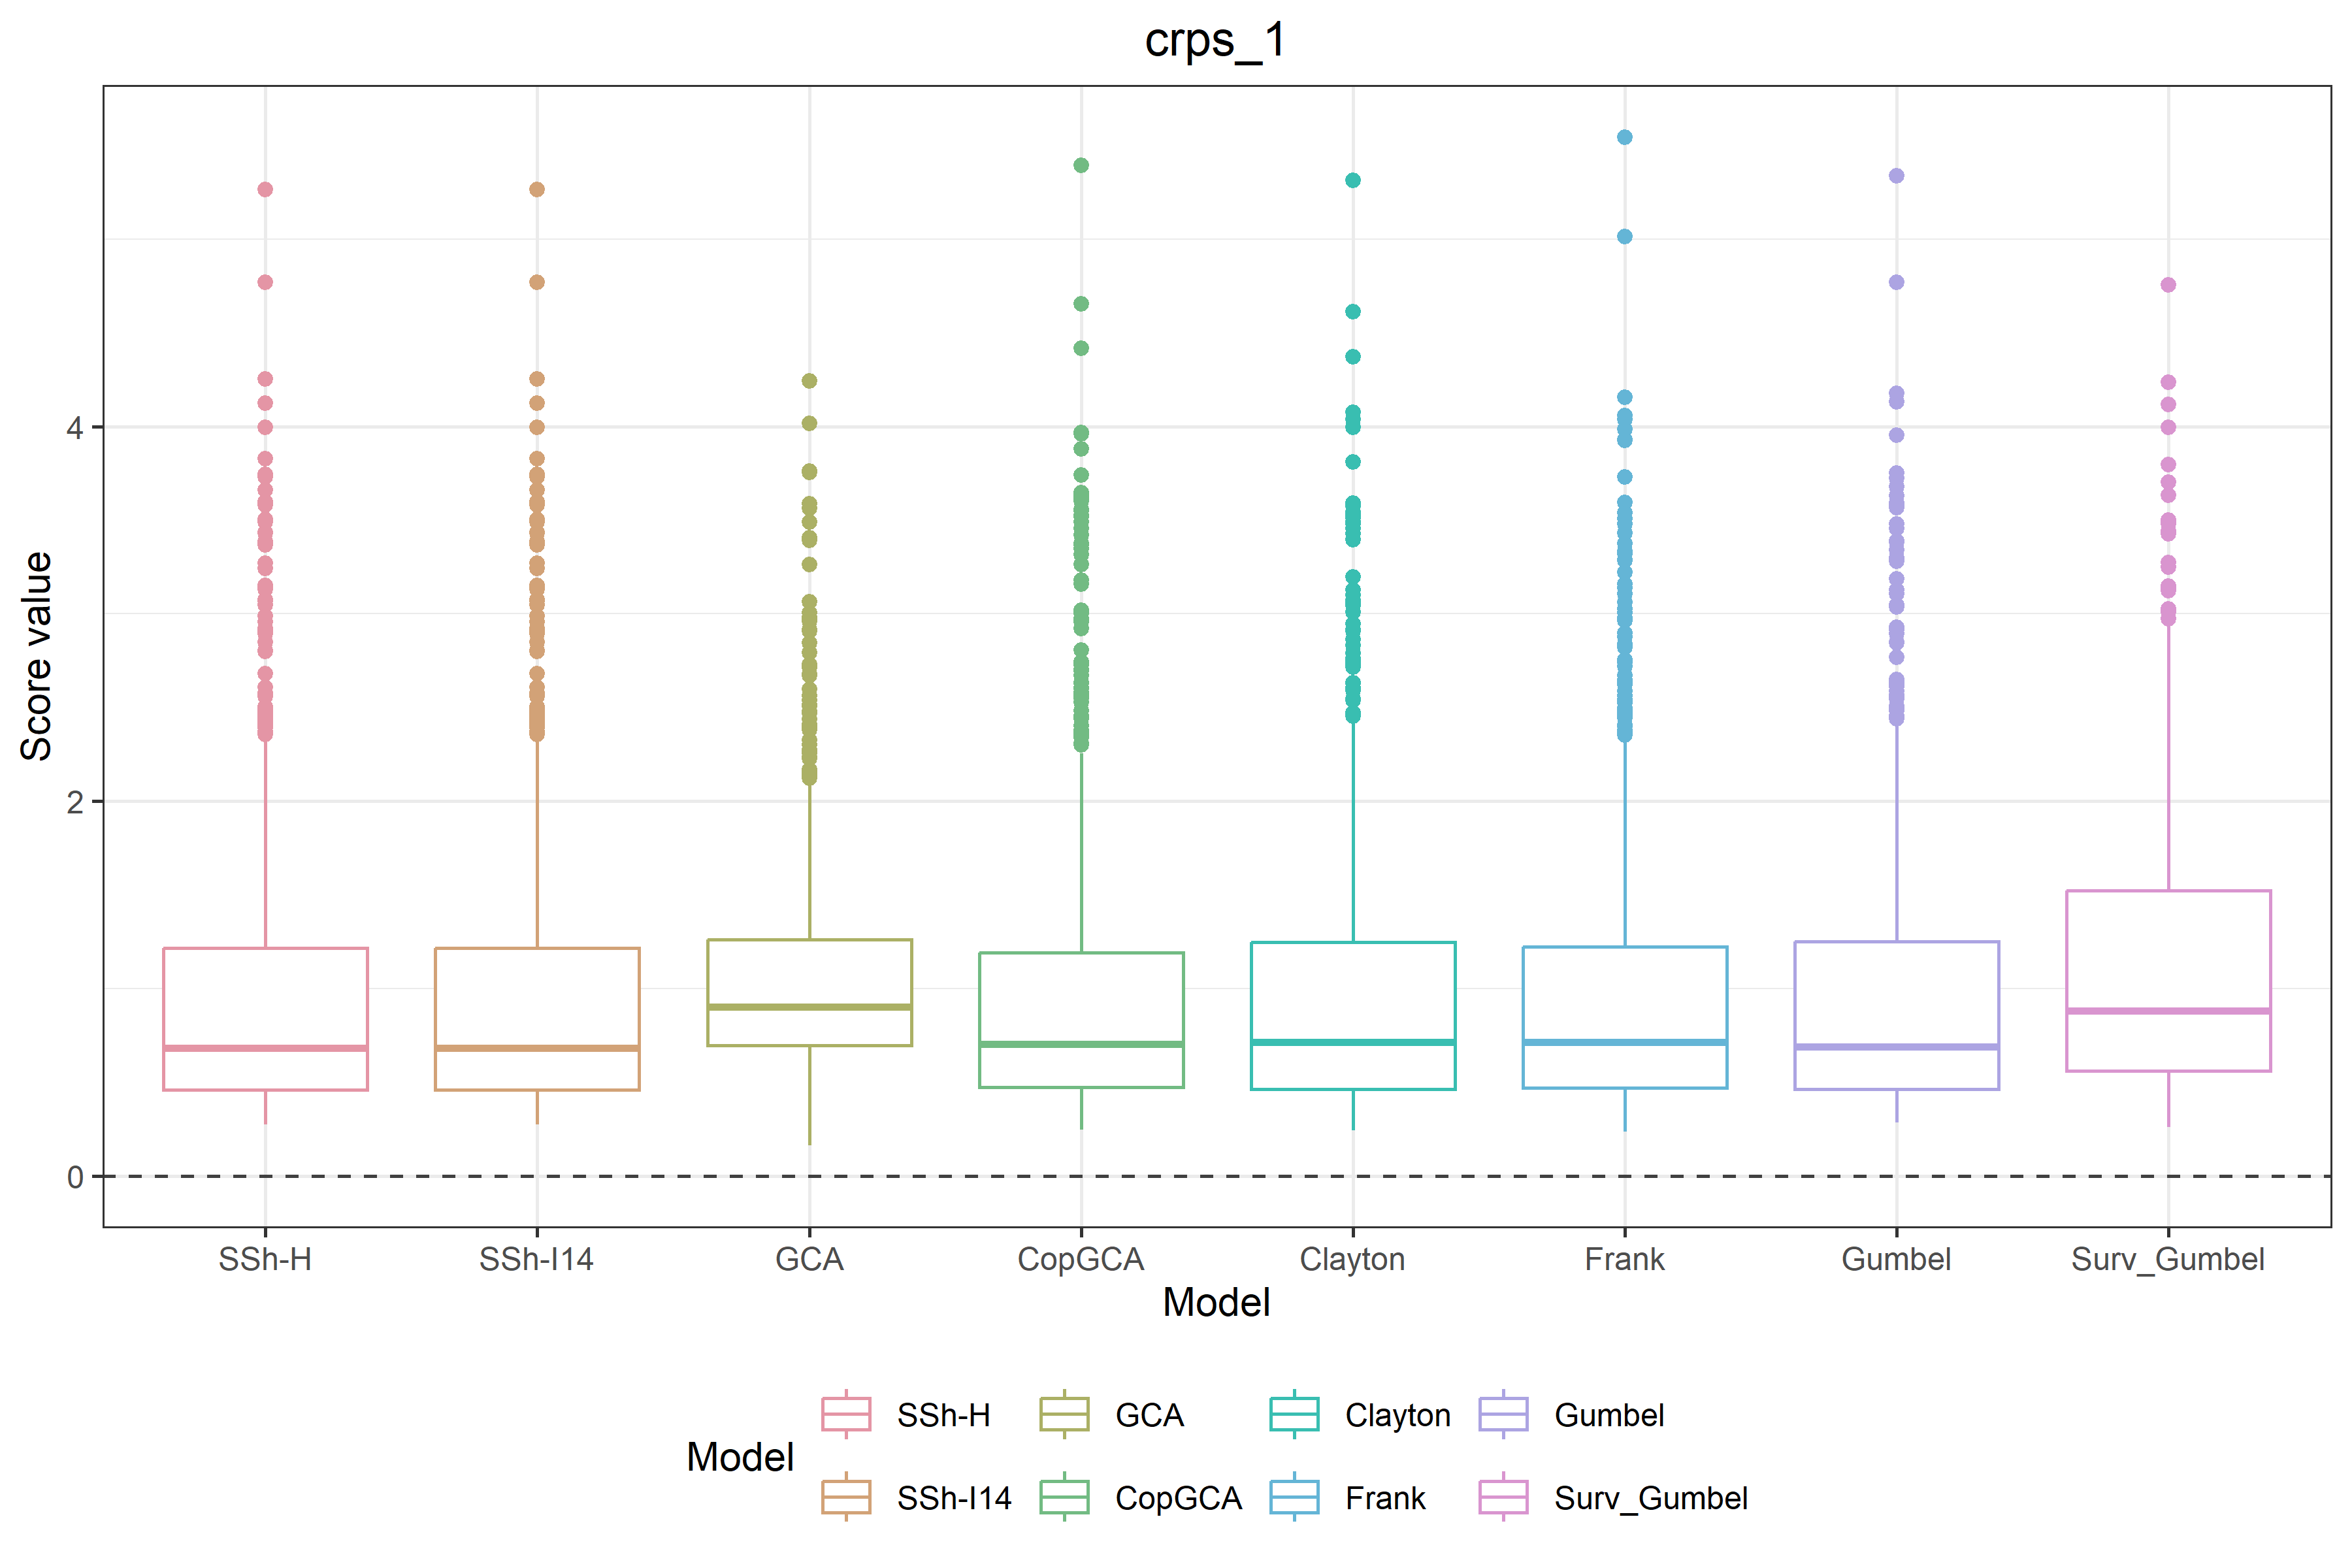 crps_1
Score value
4
2
0
SSh-H SSh-I14 GCA CopGCA Clayton Frank Gumbel Surv_Gumbel
Model
Model
SSh-H GCA Clayton Gumbel
SSh-I14 CopGCA Frank Surv_Gumbel